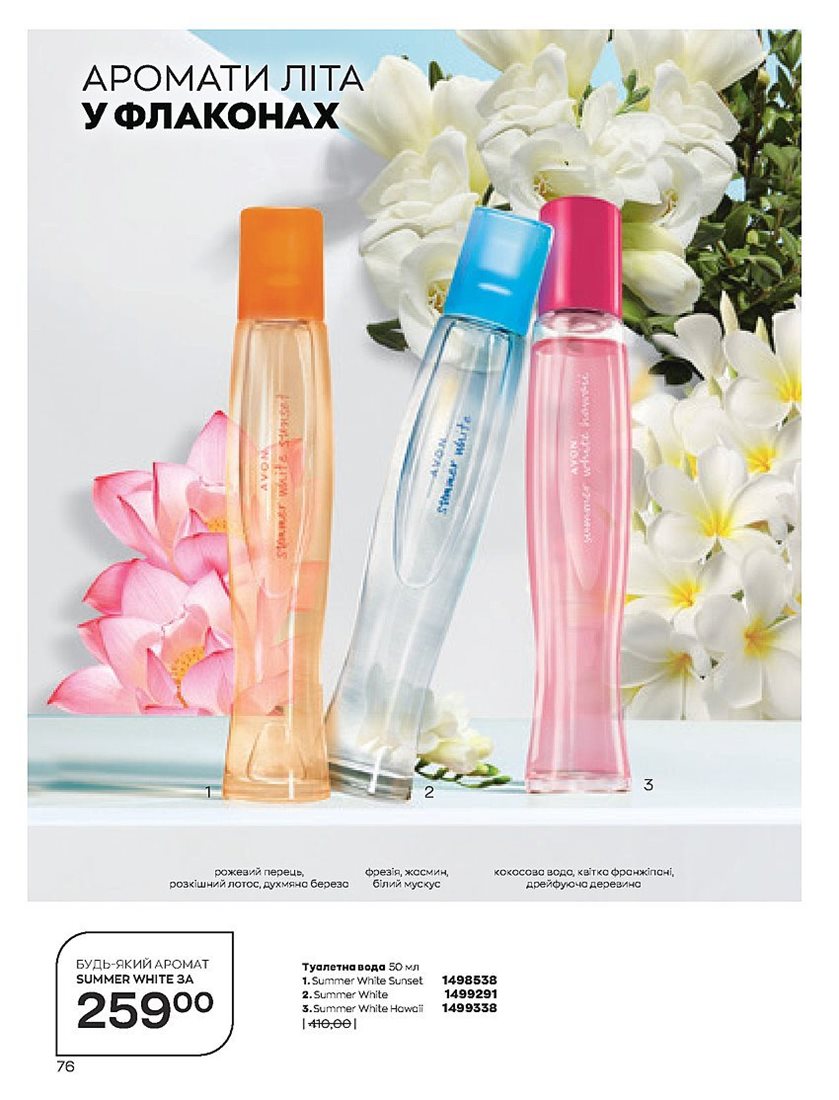 АРОМАТИ ЛІТА
У ФЛАКОНАХ
AVON
summer white sunset
AVON
summer white
AVON
summer white hawaii
1
2
3
рожевий перець,
розкішний лотос, духмяна береза
фрезія, жасмин,
білий мускус
кокосова вода, квітка франжіпані,
дрейфуюча деревина
БУДЬ-ЯКИЙ АРОМАТ
SUMMER WHITE ЗА
259⁰⁰
Туалетна вода 50 мл
1. Summer White Sunset 1498538
2. Summer White 1499291
3. Summer White Hawaii 1499338
| 410,00 |
76